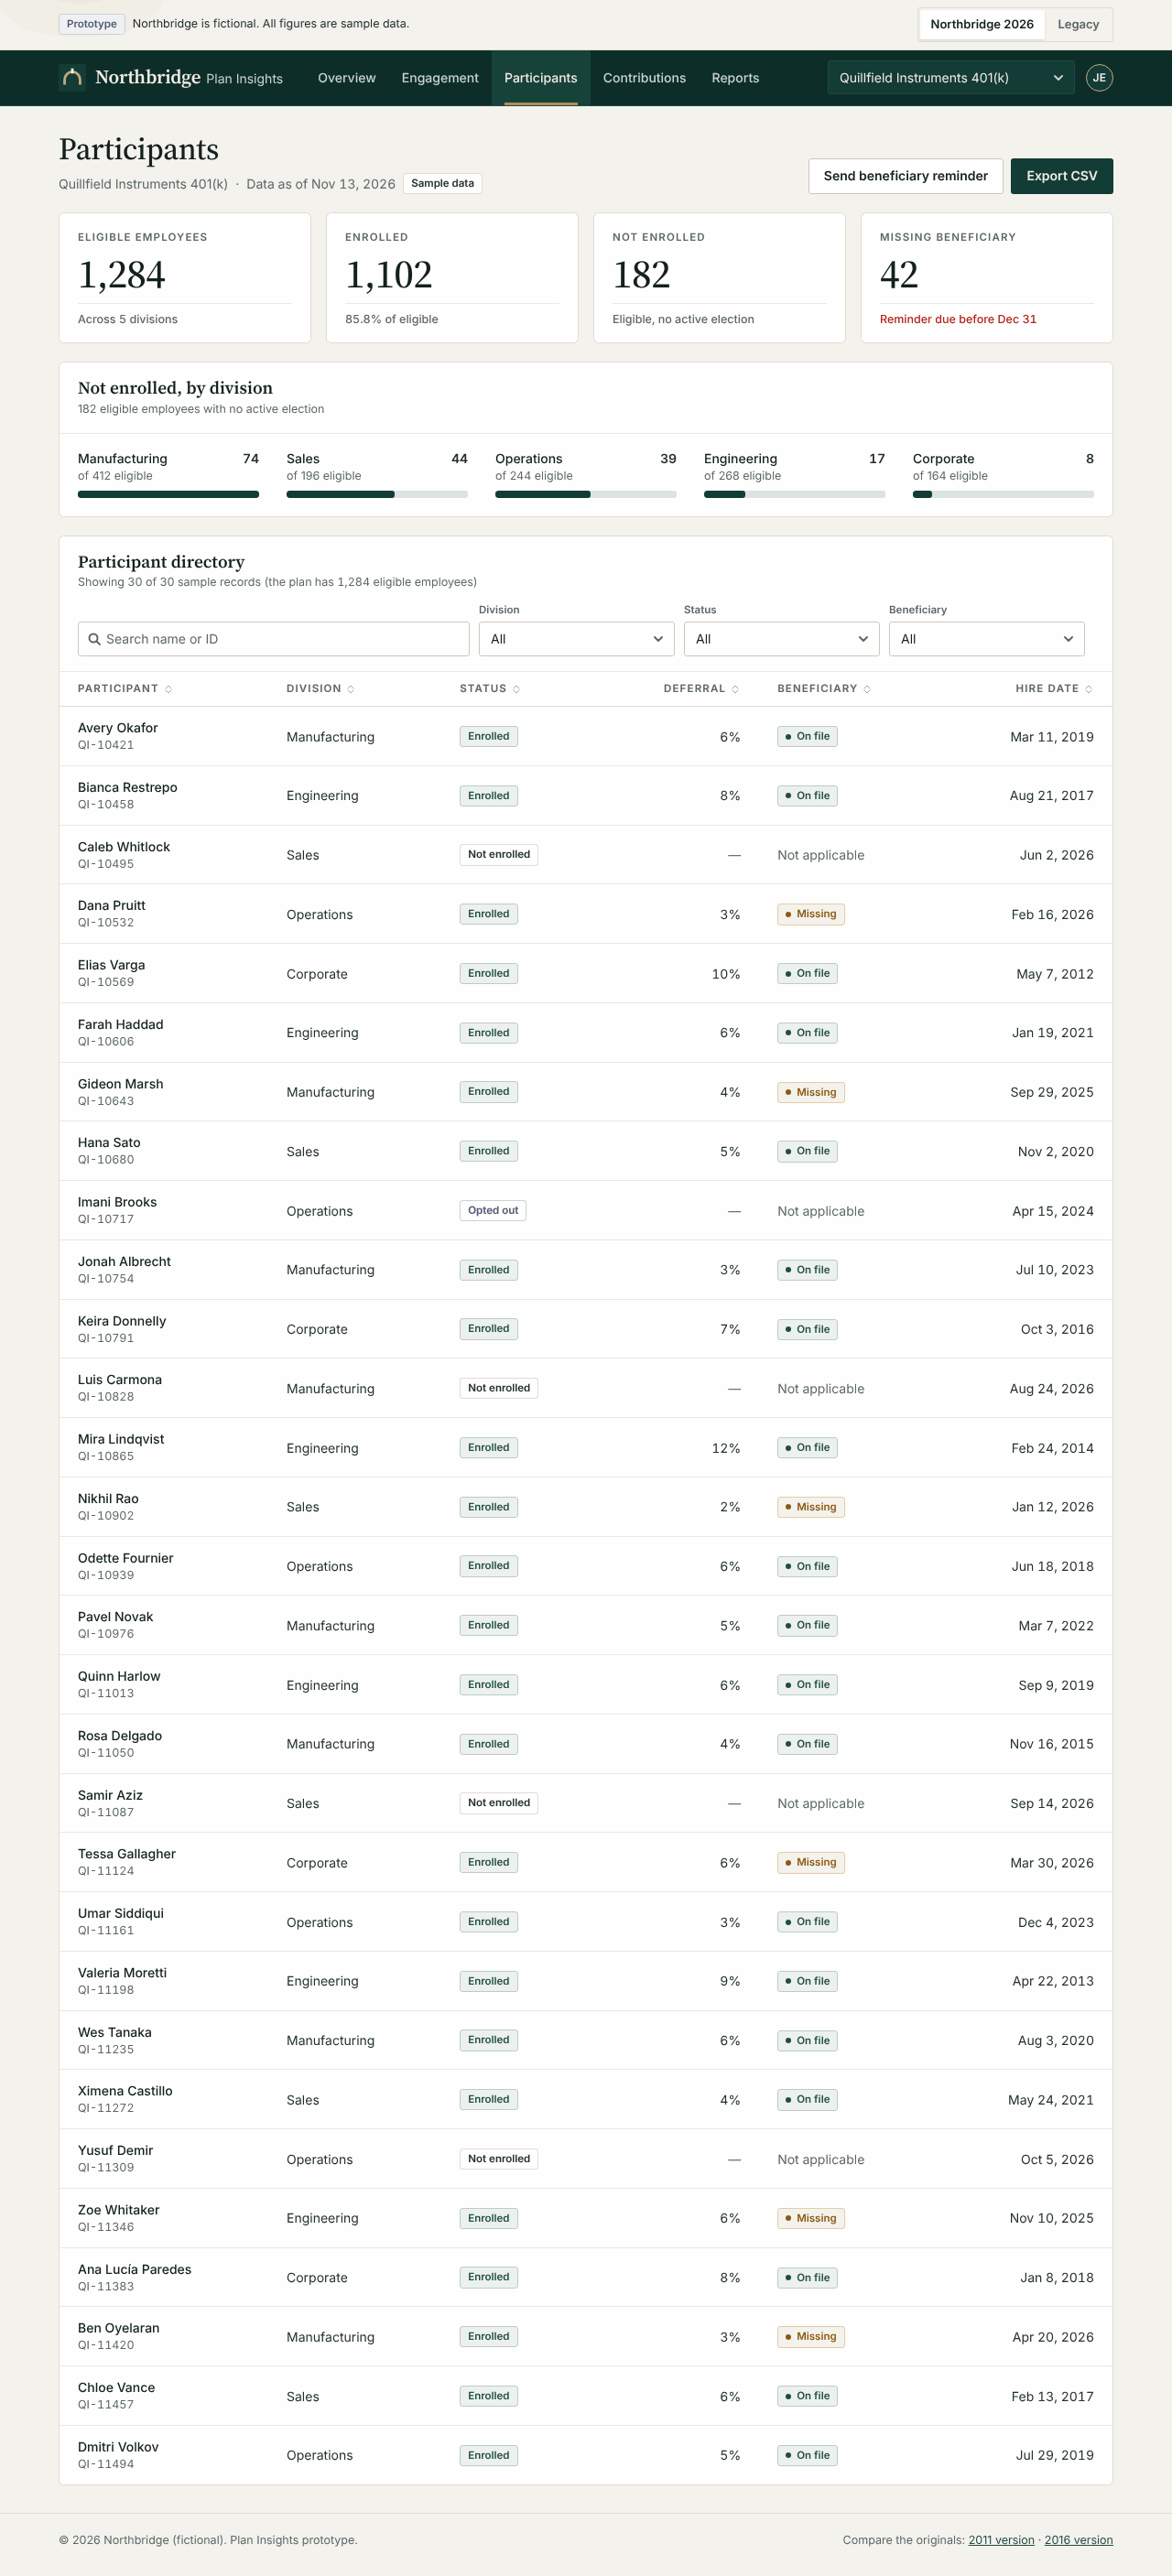 Prototype Northbridge is fictional. All figures are sample data. Northbridge 2026 Legacy
Northbridge Plan Insights Overview Engagement Participants Contributions Reports Quillfield Instruments 401(k) JE
Participants
Quillfield Instruments 401(k) · Data as of Nov 13, 2026 Sample data
Send beneficiary reminder Export CSV
ELIGIBLE EMPLOYEES
1,284
Across 5 divisions
ENROLLED
1,102
85.8% of eligible
NOT ENROLLED
182
Eligible, no active election
MISSING BENEFICIARY
42
Reminder due before Dec 31
Not enrolled, by division
182 eligible employees with no active election
Manufacturing 74
of 412 eligible
Sales 44
of 196 eligible
Operations 39
of 244 eligible
Engineering 17
of 268 eligible
Corporate 8
of 164 eligible
Participant directory
Showing 30 of 30 sample records (the plan has 1,284 eligible employees)
Search name or ID
Division
All
Status
All
Beneficiary
All
PARTICIPANT DIVISION STATUS DEFERRAL BENEFICIARY HIRE DATE
Avery Okafor
QI-10421
Manufacturing Enrolled 6% On file Mar 11, 2019
Bianca Restrepo
QI-10458
Engineering Enrolled 8% On file Aug 21, 2017
Caleb Whitlock
QI-10495
Sales Not enrolled — Not applicable Jun 2, 2026
Dana Pruitt
QI-10532
Operations Enrolled 3% Missing Feb 16, 2026
Elias Varga
QI-10569
Corporate Enrolled 10% On file May 7, 2012
Farah Haddad
QI-10606
Engineering Enrolled 6% On file Jan 19, 2021
Gideon Marsh
QI-10643
Manufacturing Enrolled 4% Missing Sep 29, 2025
Hana Sato
QI-10680
Sales Enrolled 5% On file Nov 2, 2020
Imani Brooks
QI-10717
Operations Opted out — Not applicable Apr 15, 2024
Jonah Albrecht
QI-10754
Manufacturing Enrolled 3% On file Jul 10, 2023
Keira Donnelly
QI-10791
Corporate Enrolled 7% On file Oct 3, 2016
Luis Carmona
QI-10828
Manufacturing Not enrolled — Not applicable Aug 24, 2026
Mira Lindqvist
QI-10865
Engineering Enrolled 12% On file Feb 24, 2014
Nikhil Rao
QI-10902
Sales Enrolled 2% Missing Jan 12, 2026
Odette Fournier
QI-10939
Operations Enrolled 6% On file Jun 18, 2018
Pavel Novak
QI-10976
Manufacturing Enrolled 5% On file Mar 7, 2022
Quinn Harlow
QI-11013
Engineering Enrolled 6% On file Sep 9, 2019
Rosa Delgado
QI-11050
Manufacturing Enrolled 4% On file Nov 16, 2015
Samir Aziz
QI-11087
Sales Not enrolled — Not applicable Sep 14, 2026
Tessa Gallagher
QI-11124
Corporate Enrolled 6% Missing Mar 30, 2026
Umar Siddiqui
QI-11161
Operations Enrolled 3% On file Dec 4, 2023
Valeria Moretti
QI-11198
Engineering Enrolled 9% On file Apr 22, 2013
Wes Tanaka
QI-11235
Manufacturing Enrolled 6% On file Aug 3, 2020
Ximena Castillo
QI-11272
Sales Enrolled 4% On file May 24, 2021
Yusuf Demir
QI-11309
Operations Not enrolled — Not applicable Oct 5, 2026
Zoe Whitaker
QI-11346
Engineering Enrolled 6% Missing Nov 10, 2025
Ana Lucía Paredes
QI-11383
Corporate Enrolled 8% On file Jan 8, 2018
Ben Oyelaran
QI-11420
Manufacturing Enrolled 3% Missing Apr 20, 2026
Chloe Vance
QI-11457
Sales Enrolled 6% On file Feb 13, 2017
Dmitri Volkov
QI-11494
Operations Enrolled 5% On file Jul 29, 2019
© 2026 Northbridge (fictional). Plan Insights prototype. Compare the originals: 2011 version · 2016 version